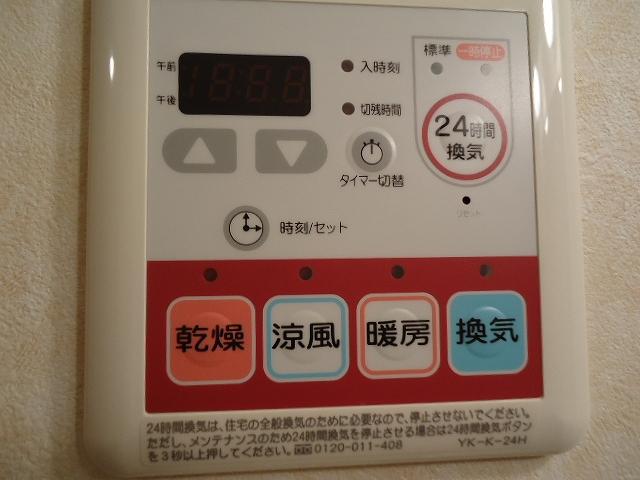 標準 一時停止
午前 18:88 入時刻
午後 切残時間
24時間
換気
タイマー切替
リセット
時刻/セット
乾燥 涼風 暖房 換気
24時間換気は、住宅の全般換気のために必要なので、停止させないでください。
ただし、メンテナンスのため24時間換気を停止させる場合は24時間換気ボタン
を3秒以上押してください。 0120-011-408 YK-K-24H